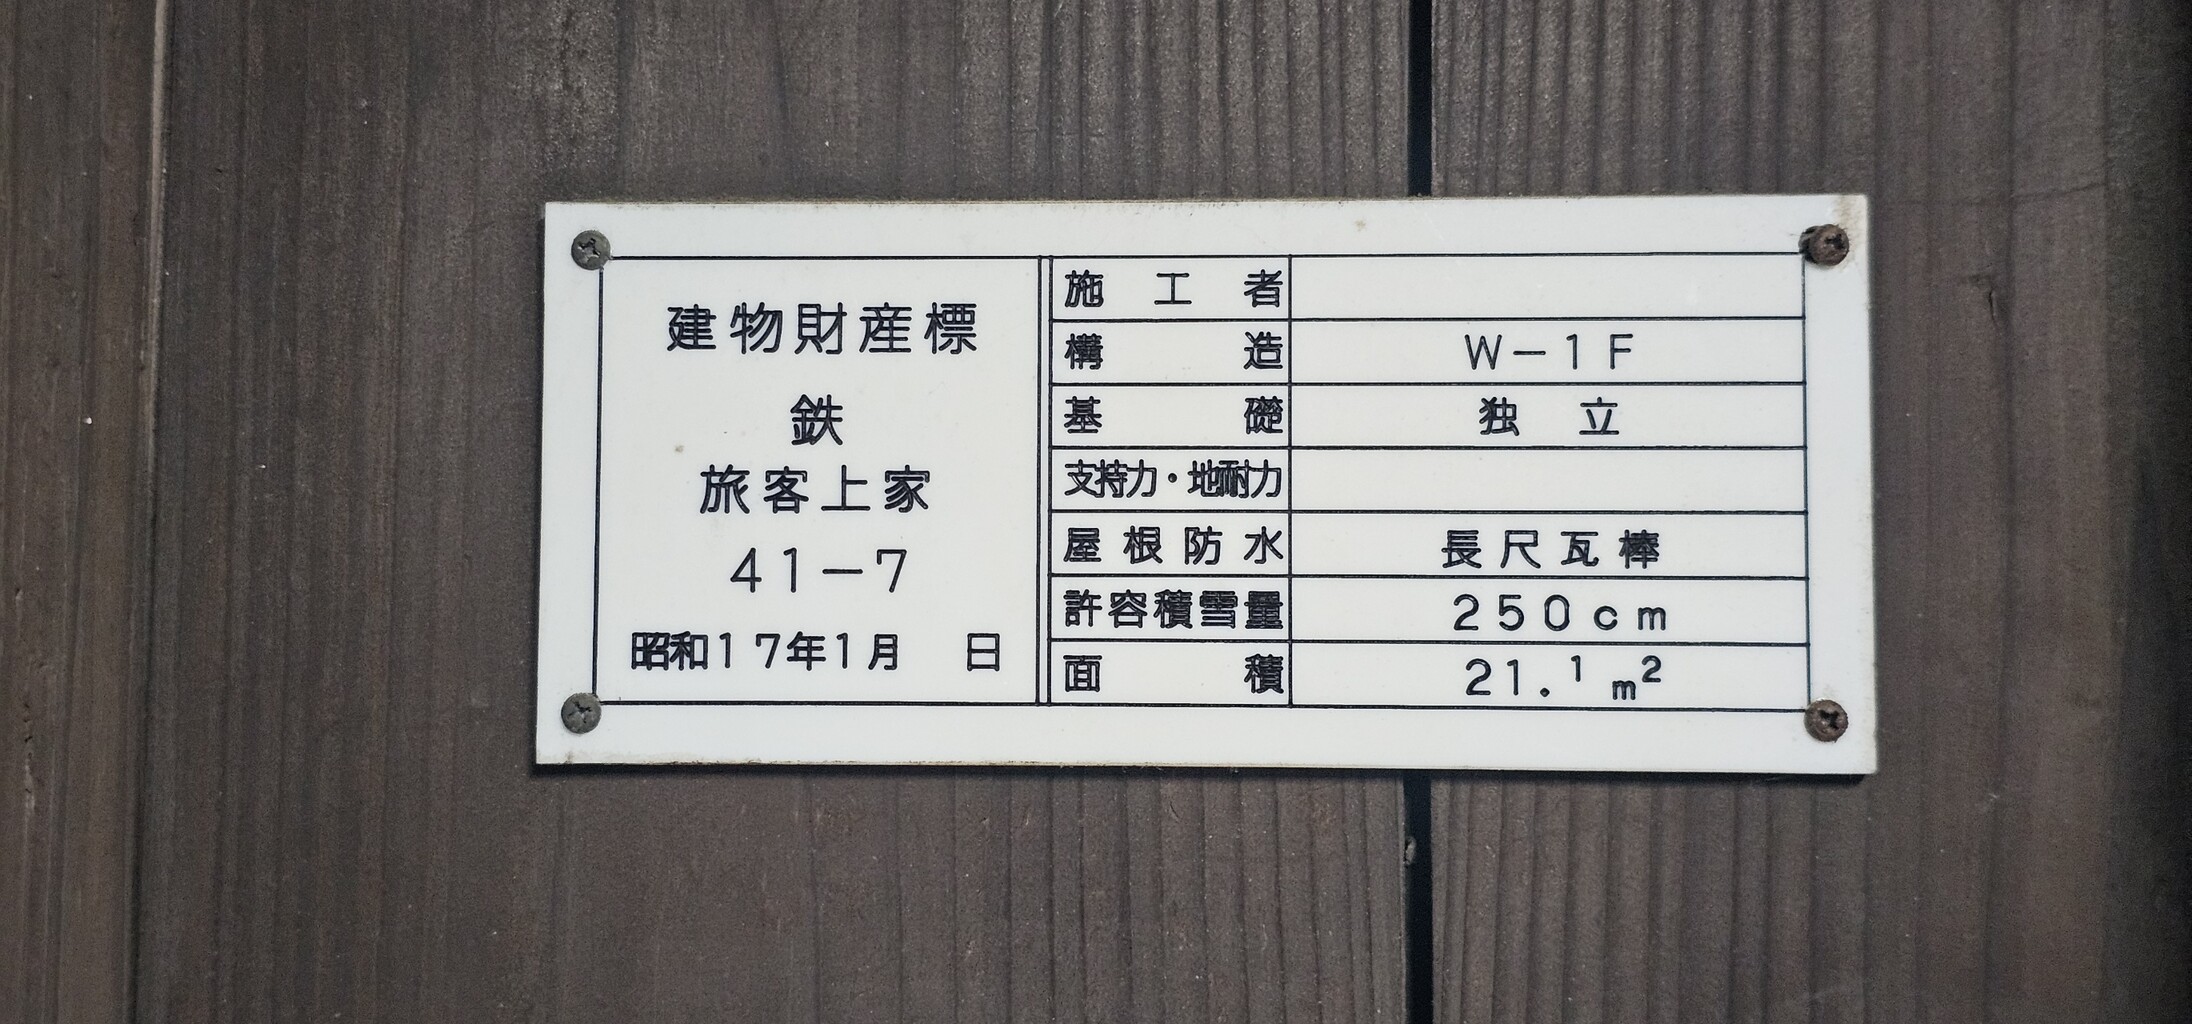 建物財産標
鉄
旅客上家
41-7
昭和17年1月 日
施工者
構造 W-1F
基礎 独立
支持力・地耐力
屋根防水 長尺瓦棒
許容積雪量 250cm
面積 21.1 m²